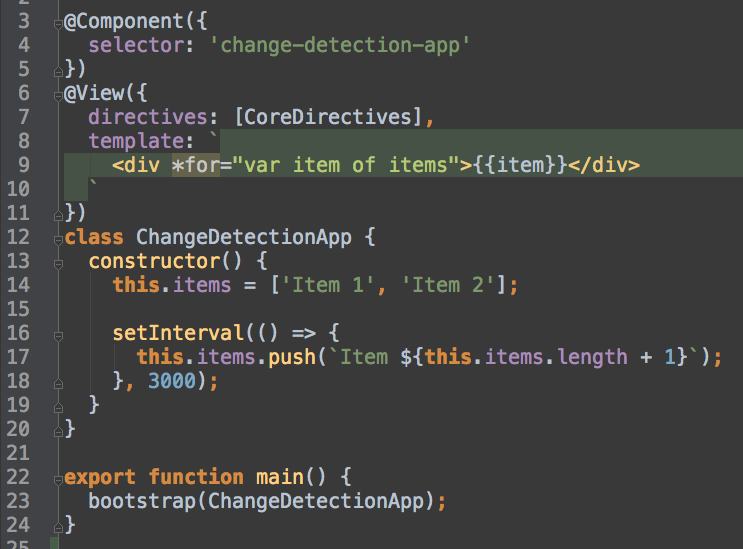 3 @Component({
4   selector: 'change-detection-app'
5 })
6 @View({
7   directives: [CoreDirectives],
8   template: `
9     <div *for="var item of items">{{item}}</div>
10   `
11 })
12 class ChangeDetectionApp {
13   constructor() {
14     this.items = ['Item 1', 'Item 2'];
15
16     setInterval(() => {
17       this.items.push(`Item ${this.items.length + 1}`);
18     }, 3000);
19   }
20 }
21
22 export function main() {
23   bootstrap(ChangeDetectionApp);
24 }
25